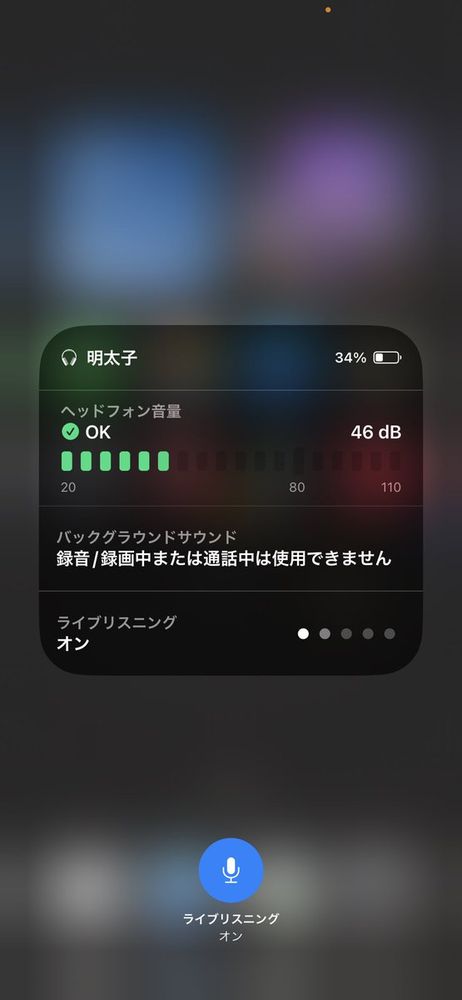 明太子 34%
ヘッドフォン音量
OK 46 dB
20 80 110
バックグラウンドサウンド
録音/録画中または通話中は使用できません
ライブリスニング
オン
ライブリスニング
オン